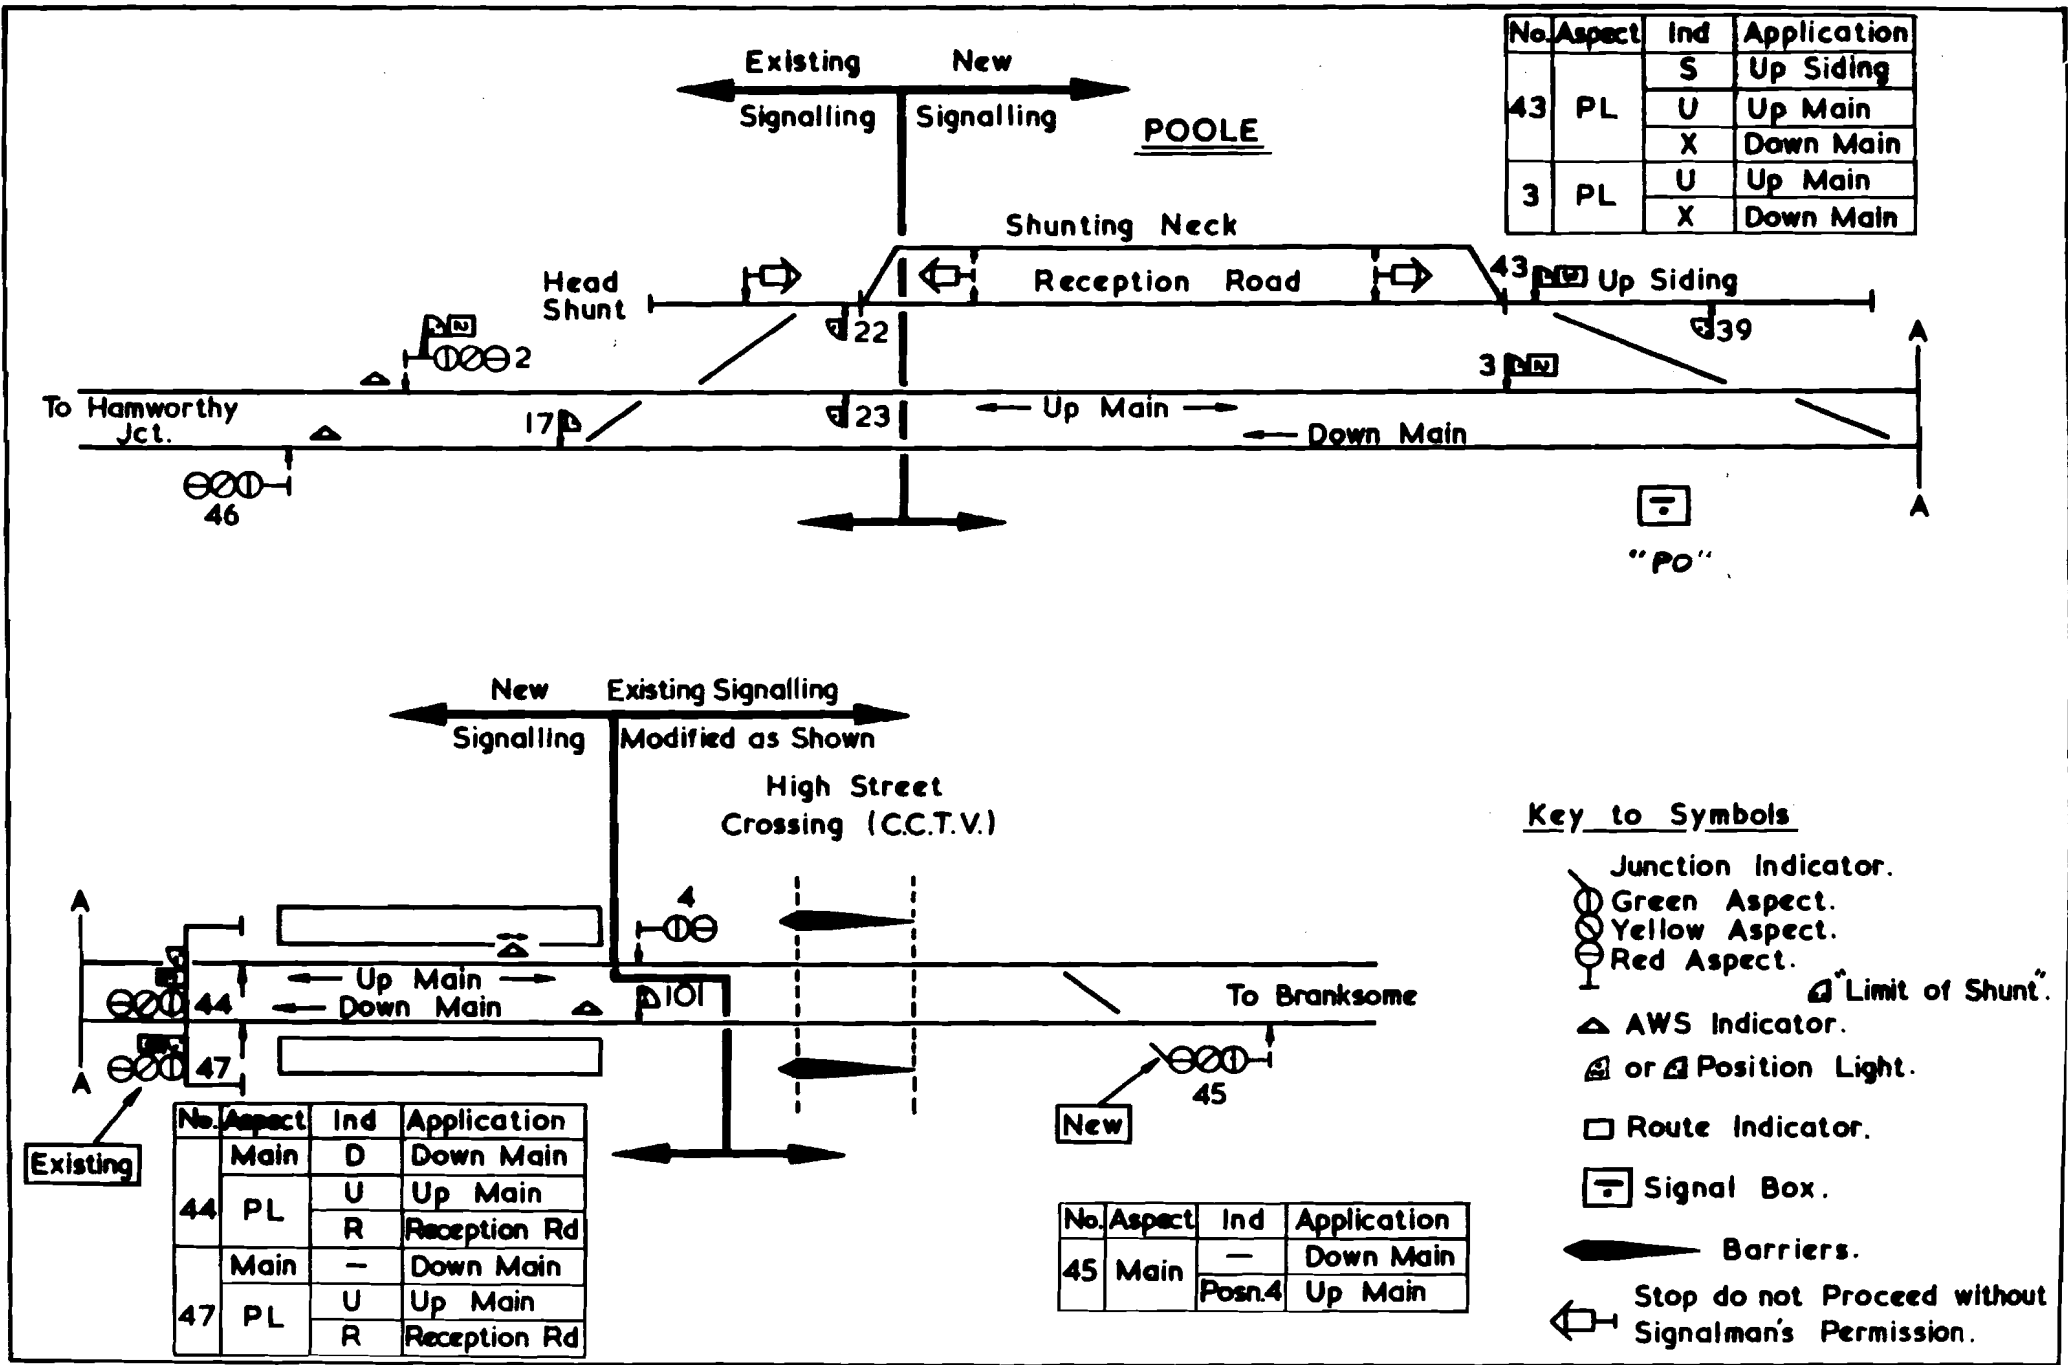 Existing New
Signalling Signalling
POOLE
No. Aspect Ind Application
43 PL S Up Siding
U Up Main
X Down Main
3 PL U Up Main
X Down Main
Shunting Neck
Head
Shunt
Reception Road
43 Up Siding
22
39
2
3
To Hamworthy
Jct.
17
23
Up Main
Down Main
46
A
A
"PO"
New Existing Signalling
Signalling Modified as Shown
High Street
Crossing (C.C.T.V.)
4
A
Up Main
44 Down Main
101
To Branksome
47
A
45
New
Existing
No. Aspect Ind Application
44 Main D Down Main
PL U Up Main
R Reception Rd
47 Main – Down Main
PL U Up Main
R Reception Rd
No. Aspect Ind Application
45 Main – Down Main
Posn.4 Up Main
Key to Symbols
Junction Indicator.
Green Aspect.
Yellow Aspect.
Red Aspect.
"Limit of Shunt".
AWS Indicator.
or Position Light.
Route Indicator.
Signal Box.
Barriers.
Stop do not Proceed without
Signalman's Permission.